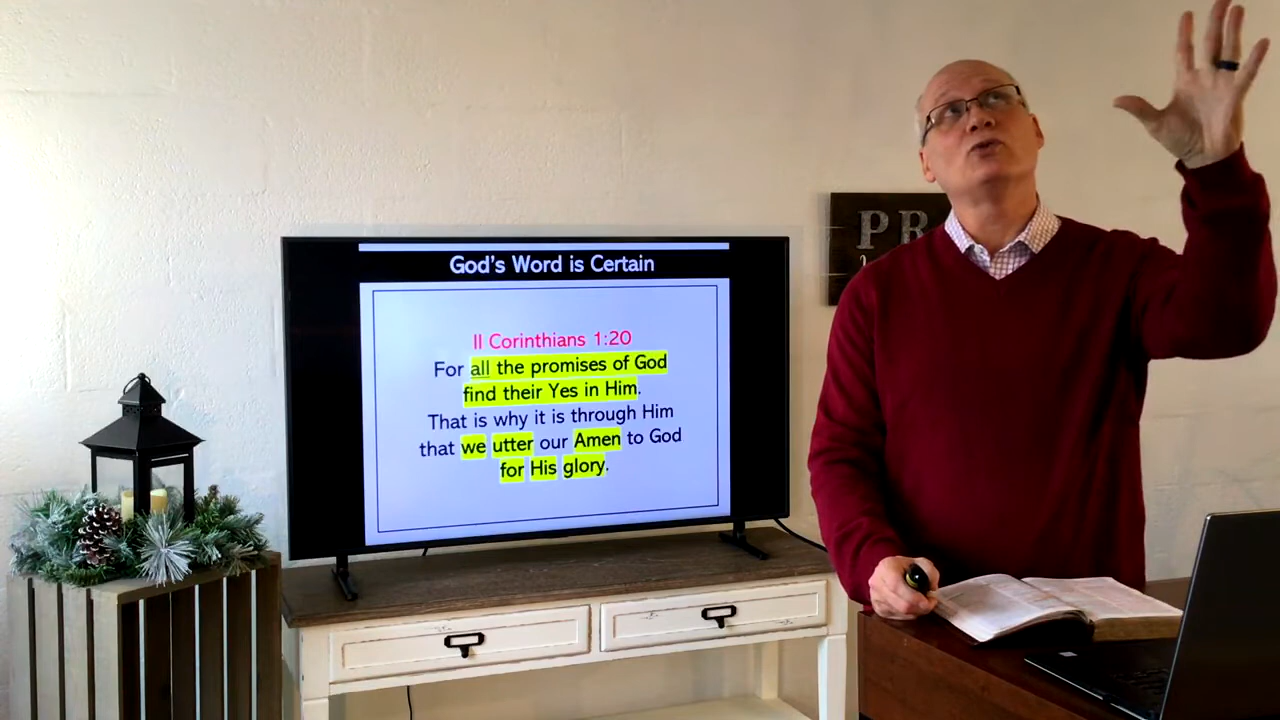 God's Word is Certain
II Corinthians 1:20
For all the promises of God
find their Yes in Him.
That is why it is through Him
that we utter our Amen to God
for His glory.
PR